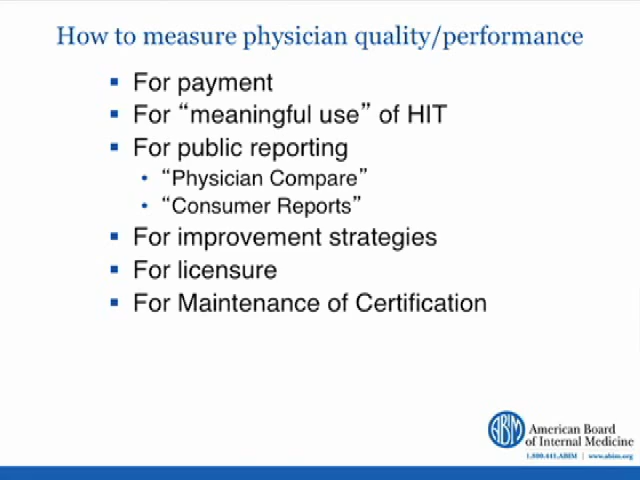 How to measure physician quality/performance
▪ For payment
▪ For “meaningful use” of HIT
▪ For public reporting
• “Physician Compare”
• “Consumer Reports”
▪ For improvement strategies
▪ For licensure
▪ For Maintenance of Certification
ABIM
American Board
of Internal Medicine
1.800.441.ABIM | www.abim.org